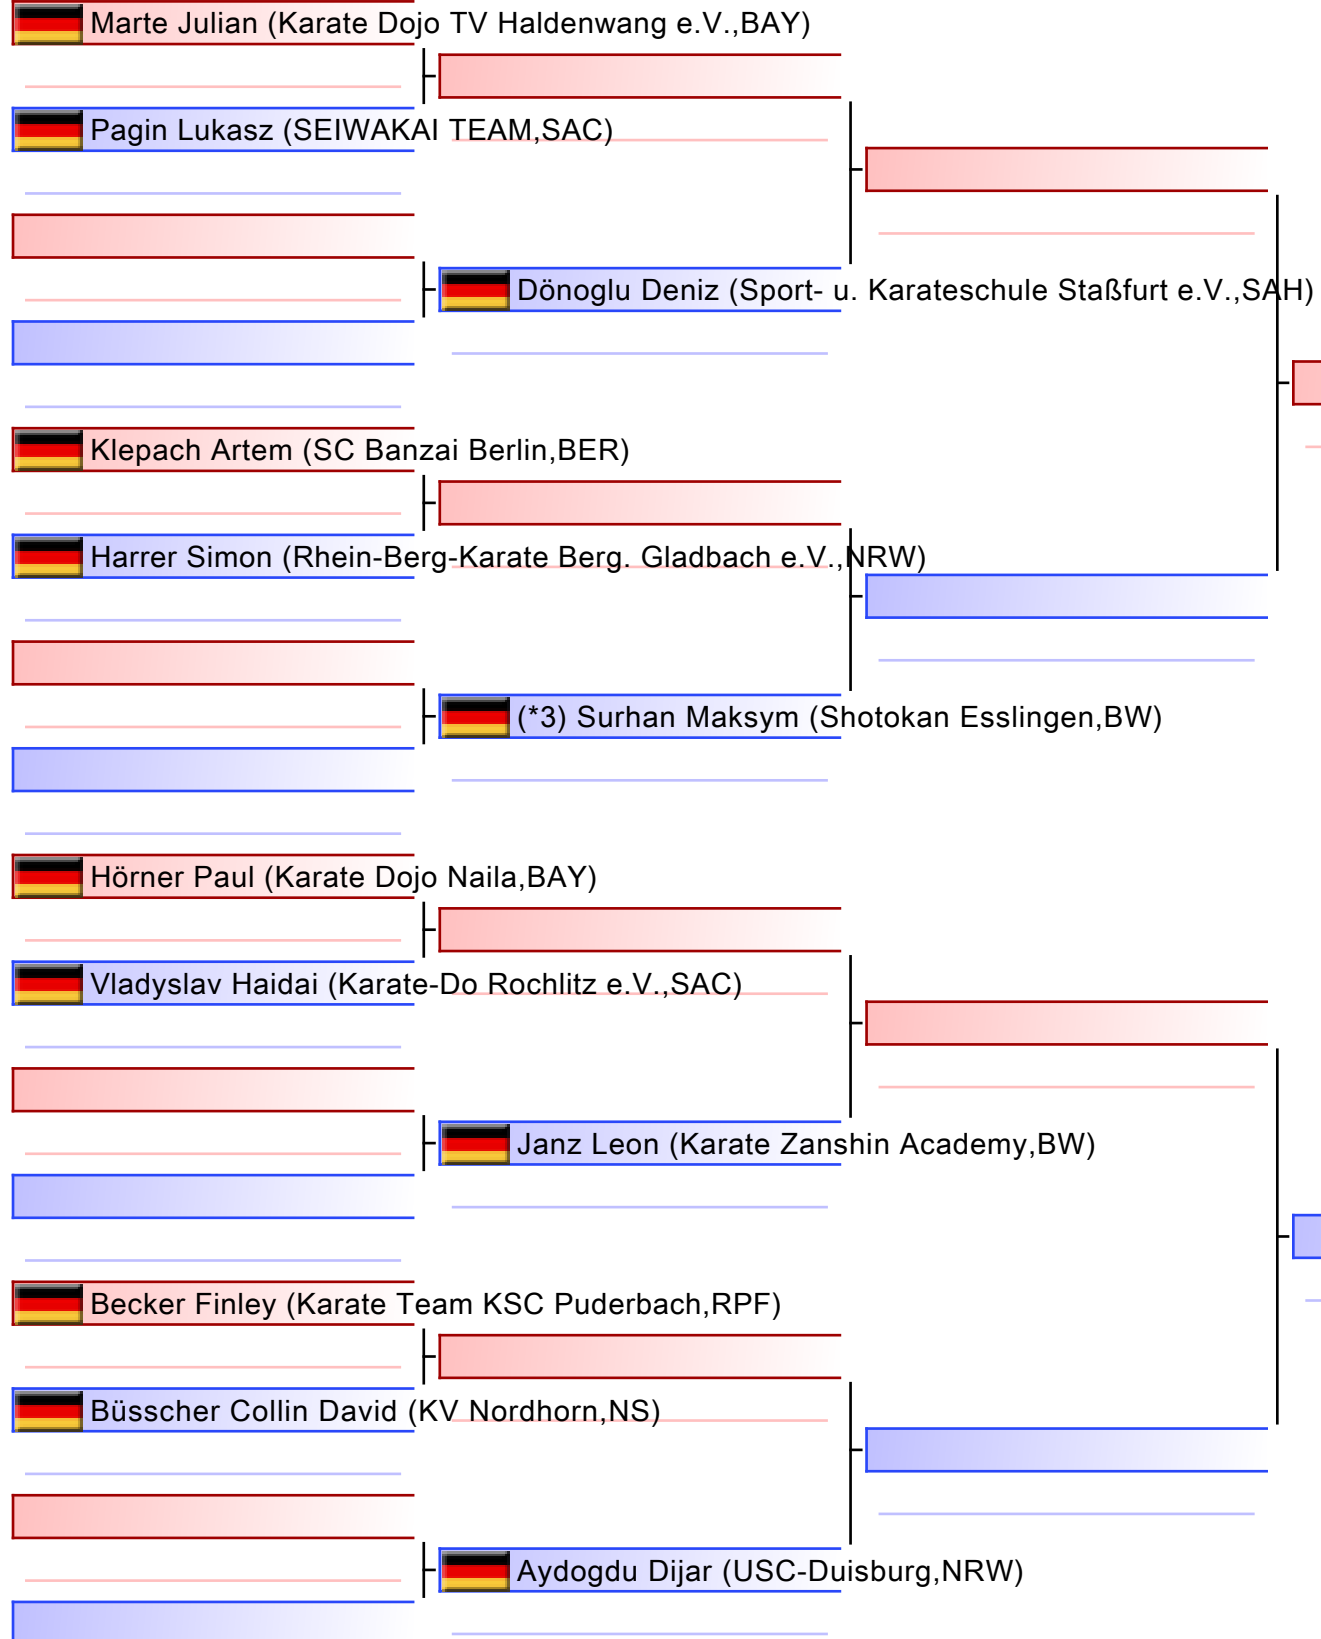 Marte Julian (Karate Dojo TV Haldenwang e.V.,BAY)
Pagin Lukasz (SEIWAKAI TEAM,SAC)
Dönoglu Deniz (Sport- u. Karateschule Staßfurt e.V.,SAH)
Klepach Artem (SC Banzai Berlin,BER)
Harrer Simon (Rhein-Berg-Karate Berg. Gladbach e.V.,NRW)
(*3) Surhan Maksym (Shotokan Esslingen,BW)
Hörner Paul (Karate Dojo Naila,BAY)
Vladyslav Haidai (Karate-Do Rochlitz e.V.,SAC)
Janz Leon (Karate Zanshin Academy,BW)
Becker Finley (Karate Team KSC Puderbach,RPF)
Büsscher Collin David (KV Nordhorn,NS)
Aydogdu Dijar (USC-Duisburg,NRW)